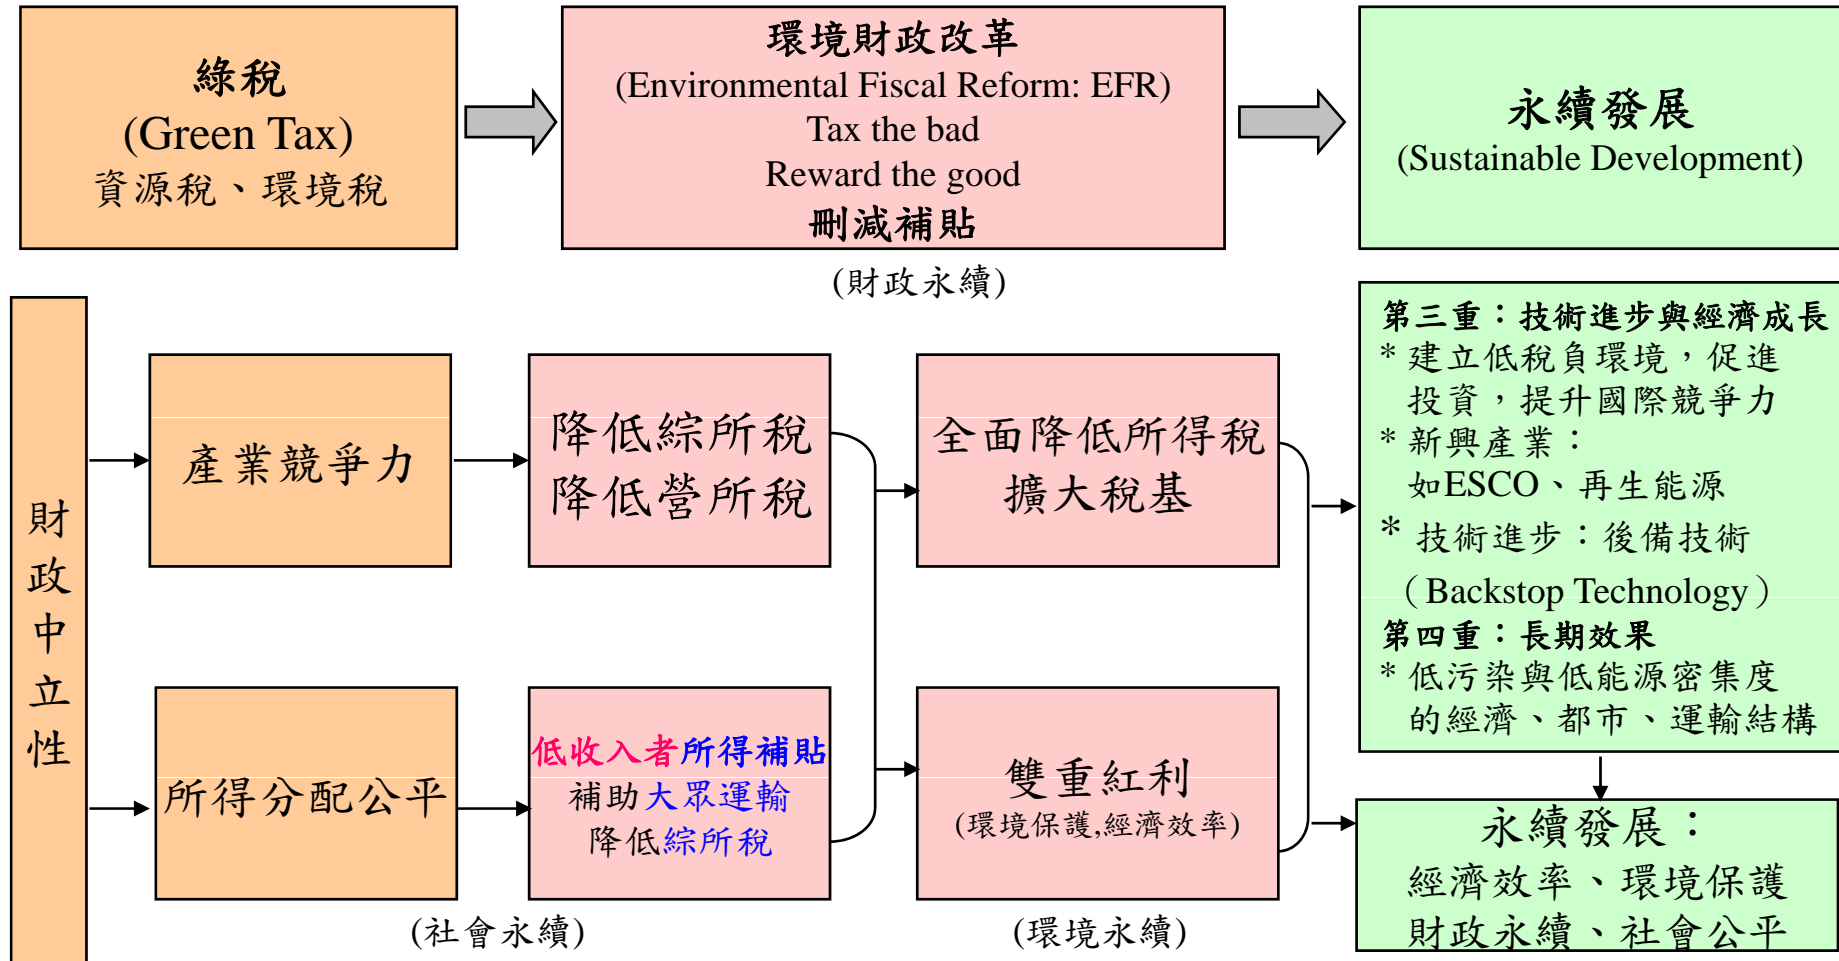 綠稅
(Green Tax)
資源稅、環境稅
環境財政改革
(Environmental Fiscal Reform: EFR)
Tax the bad
Reward the good
刪減補貼
永續發展
(Sustainable Development)
(財政永續)
財政中立性
產業競爭力
降低綜所稅
降低營所稅
全面降低所得稅
擴大稅基
第三重：技術進步與經濟成長
* 建立低稅負環境，促進
投資，提升國際競爭力
* 新興產業：
如ESCO、再生能源
* 技術進步：後備技術
（Backstop Technology）
第四重：長期效果
* 低污染與低能源密集度
的經濟、都市、運輸結構
所得分配公平
低收入者所得補貼
補助大眾運輸
降低綜所稅
雙重紅利
(環境保護,經濟效率)
永續發展：
經濟效率、環境保護
財政永續、社會公平
(社會永續)
(環境永續)